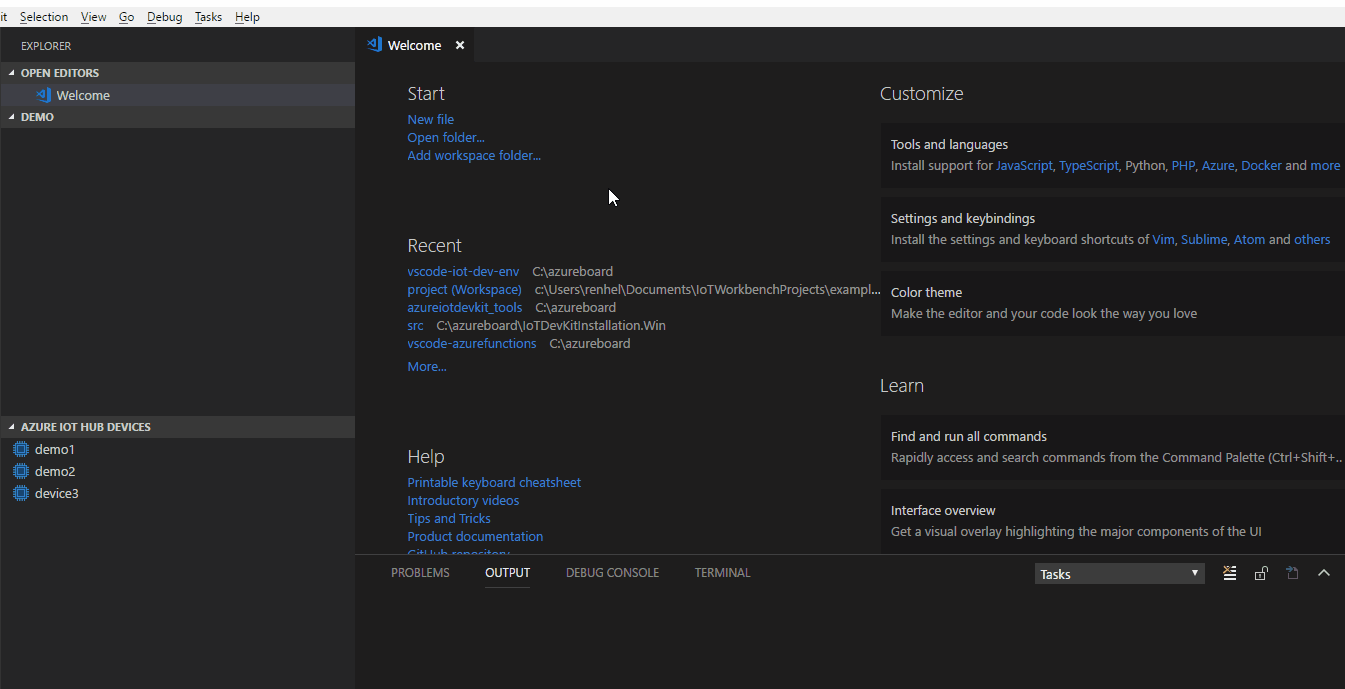 it Selection View Go Debug Tasks Help
EXPLORER
OPEN EDITORS
Welcome
DEMO
AZURE IOT HUB DEVICES
demo1
demo2
device3
Welcome
Start
New file
Open folder...
Add workspace folder...
Recent
vscode-iot-dev-env C:\azureboard
project (Workspace) c:\Users\renhel\Documents\IoTWorkbenchProjects\exampl...
azureiotdevkit_tools C:\azureboard
src C:\azureboard\IoTDevKitInstallation.Win
vscode-azurefunctions C:\azureboard
More...
Help
Printable keyboard cheatsheet
Introductory videos
Tips and Tricks
Product documentation
GitHub repository
Customize
Tools and languages
Install support for JavaScript, TypeScript, Python, PHP, Azure, Docker and more
Settings and keybindings
Install the settings and keyboard shortcuts of Vim, Sublime, Atom and others
Color theme
Make the editor and your code look the way you love
Learn
Find and run all commands
Rapidly access and search commands from the Command Palette (Ctrl+Shift+...
Interface overview
Get a visual overlay highlighting the major components of the UI
PROBLEMS OUTPUT DEBUG CONSOLE TERMINAL
Tasks